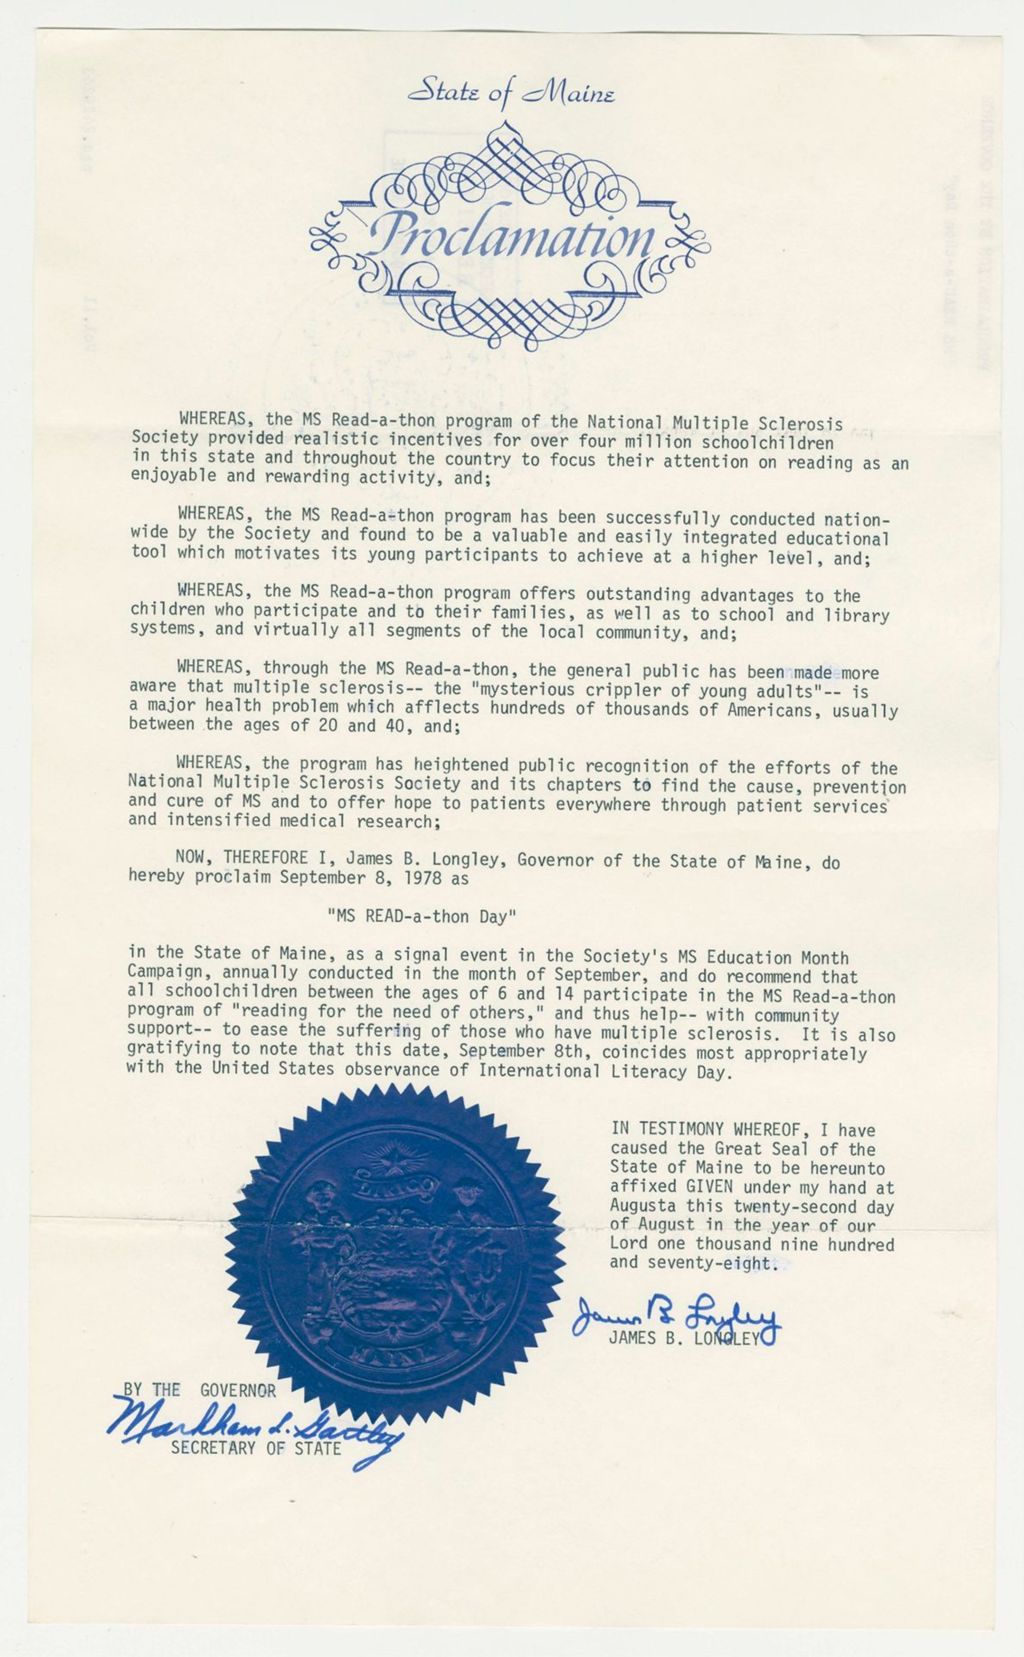 State of Maine
Proclamation
WHEREAS, the MS Read-a-thon program of the National Multiple Sclerosis
Society provided realistic incentives for over four million schoolchildren
in this state and throughout the country to focus their attention on reading as an
enjoyable and rewarding activity, and;
WHEREAS, the MS Read-a-thon program has been successfully conducted nation-
wide by the Society and found to be a valuable and easily integrated educational
tool which motivates its young participants to achieve at a higher level, and;
WHEREAS, the MS Read-a-thon program offers outstanding advantages to the
children who participate and to their families, as well as to school and library
systems, and virtually all segments of the local community, and;
WHEREAS, through the MS Read-a-thon, the general public has been made more
aware that multiple sclerosis-- the "mysterious crippler of young adults"-- is
a major health problem which afflects hundreds of thousands of Americans, usually
between the ages of 20 and 40, and;
WHEREAS, the program has heightened public recognition of the efforts of the
National Multiple Sclerosis Society and its chapters to find the cause, prevention
and cure of MS and to offer hope to patients everywhere through patient services
and intensified medical research;
NOW, THEREFORE I, James B. Longley, Governor of the State of Maine, do
hereby proclaim September 8, 1978 as
"MS READ-a-thon Day"
in the State of Maine, as a signal event in the Society's MS Education Month
Campaign, annually conducted in the month of September, and do recommend that
all schoolchildren between the ages of 6 and 14 participate in the MS Read-a-thon
program of "reading for the need of others," and thus help-- with community
support-- to ease the suffering of those who have multiple sclerosis. It is also
gratifying to note that this date, September 8th, coincides most appropriately
with the United States observance of International Literacy Day.
IN TESTIMONY WHEREOF, I have
caused the Great Seal of the
State of Maine to be hereunto
affixed GIVEN under my hand at
Augusta this twenty-second day
of August in the year of our
Lord one thousand nine hundred
and seventy-eight.
James B Longley
JAMES B. LONGLEY
DIRIGO
MAINE
BY THE GOVERNOR
Markham L. Gartley
SECRETARY OF STATE